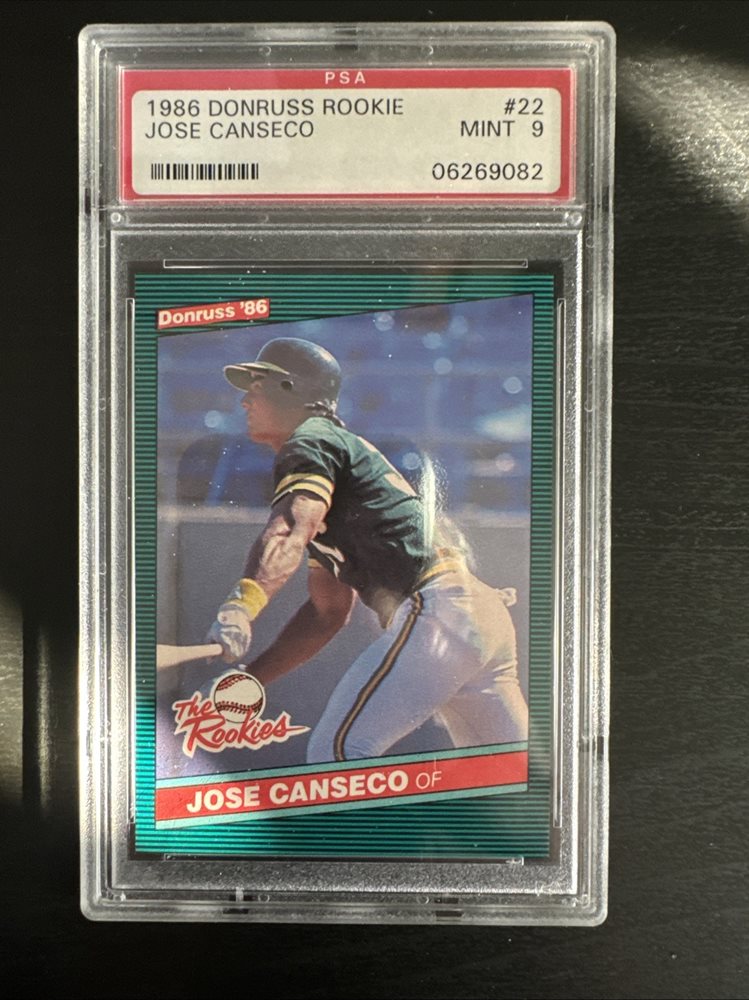 PSA
1986 DONRUSS ROOKIE #22
JOSE CANSECO MINT 9
06269082
Donruss '86
The
Rookies
JOSE CANSECO OF